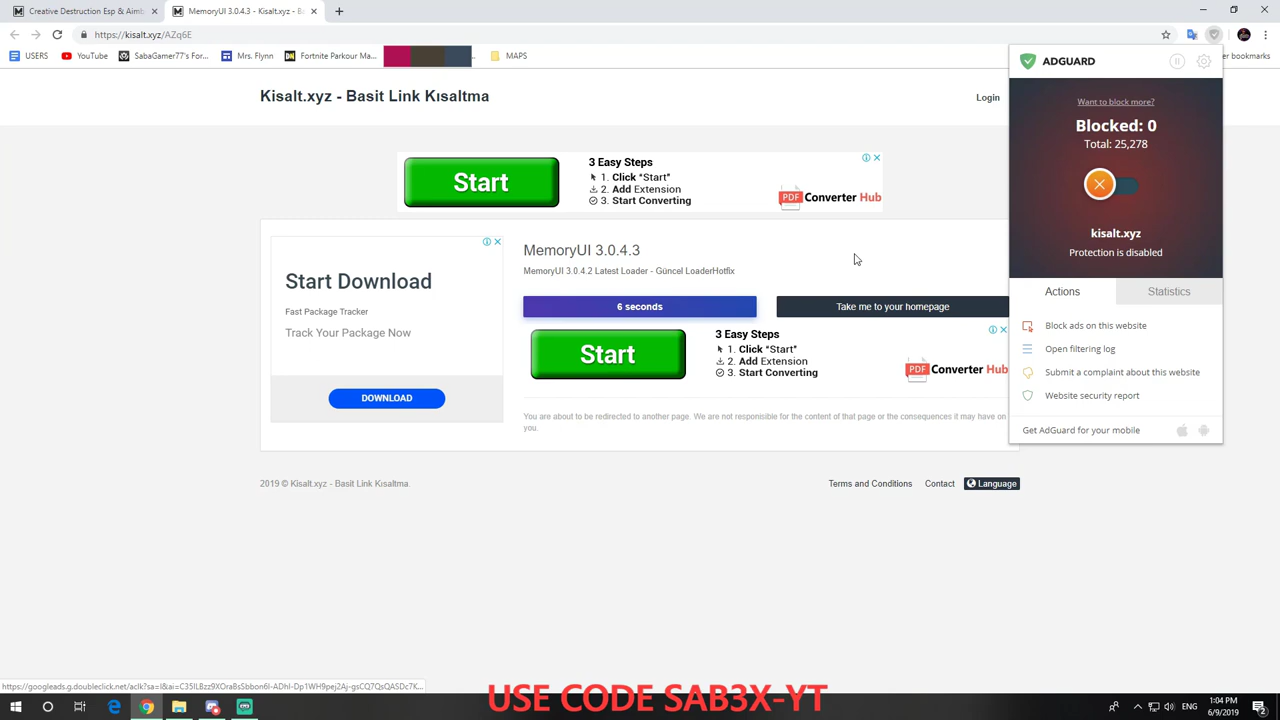 Creative Destruction Esp & Aimb
MemoryUI 3.0.4.3 - Kisalt.xyz - B
https://kisalt.xyz/AZq6E
USERS
YouTube
SabaGamer77's For...
Mrs. Flynn
Fortnite Parkour Ma...
MAPS
er bookmarks
Kisalt.xyz - Basit Link Kısaltma
Login
Start
3 Easy Steps
1. Click "Start"
2. Add Extension
3. Start Converting
PDF Converter Hub
Start Download
Fast Package Tracker
Track Your Package Now
DOWNLOAD
MemoryUI 3.0.4.3
MemoryUI 3.0.4.2 Latest Loader - Güncel LoaderHotfix
6 seconds
Take me to your homepage
Start
3 Easy Steps
1. Click "Start"
2. Add Extension
3. Start Converting
PDF Converter Hub
You are about to be redirected to another page. We are not responisible for the content of that page or the consequences it may have on
you.
2019 © Kisalt.xyz - Basit Link Kısaltma.
Terms and Conditions
Contact
Language
ADGUARD
Want to block more?
Blocked: 0
Total: 25,278
kisalt.xyz
Protection is disabled
Actions
Statistics
Block ads on this website
Open filtering log
Submit a complaint about this website
Website security report
Get AdGuard for your mobile
USE CODE SAB3X-YT
ENG
1:04 PM
6/9/2019
2